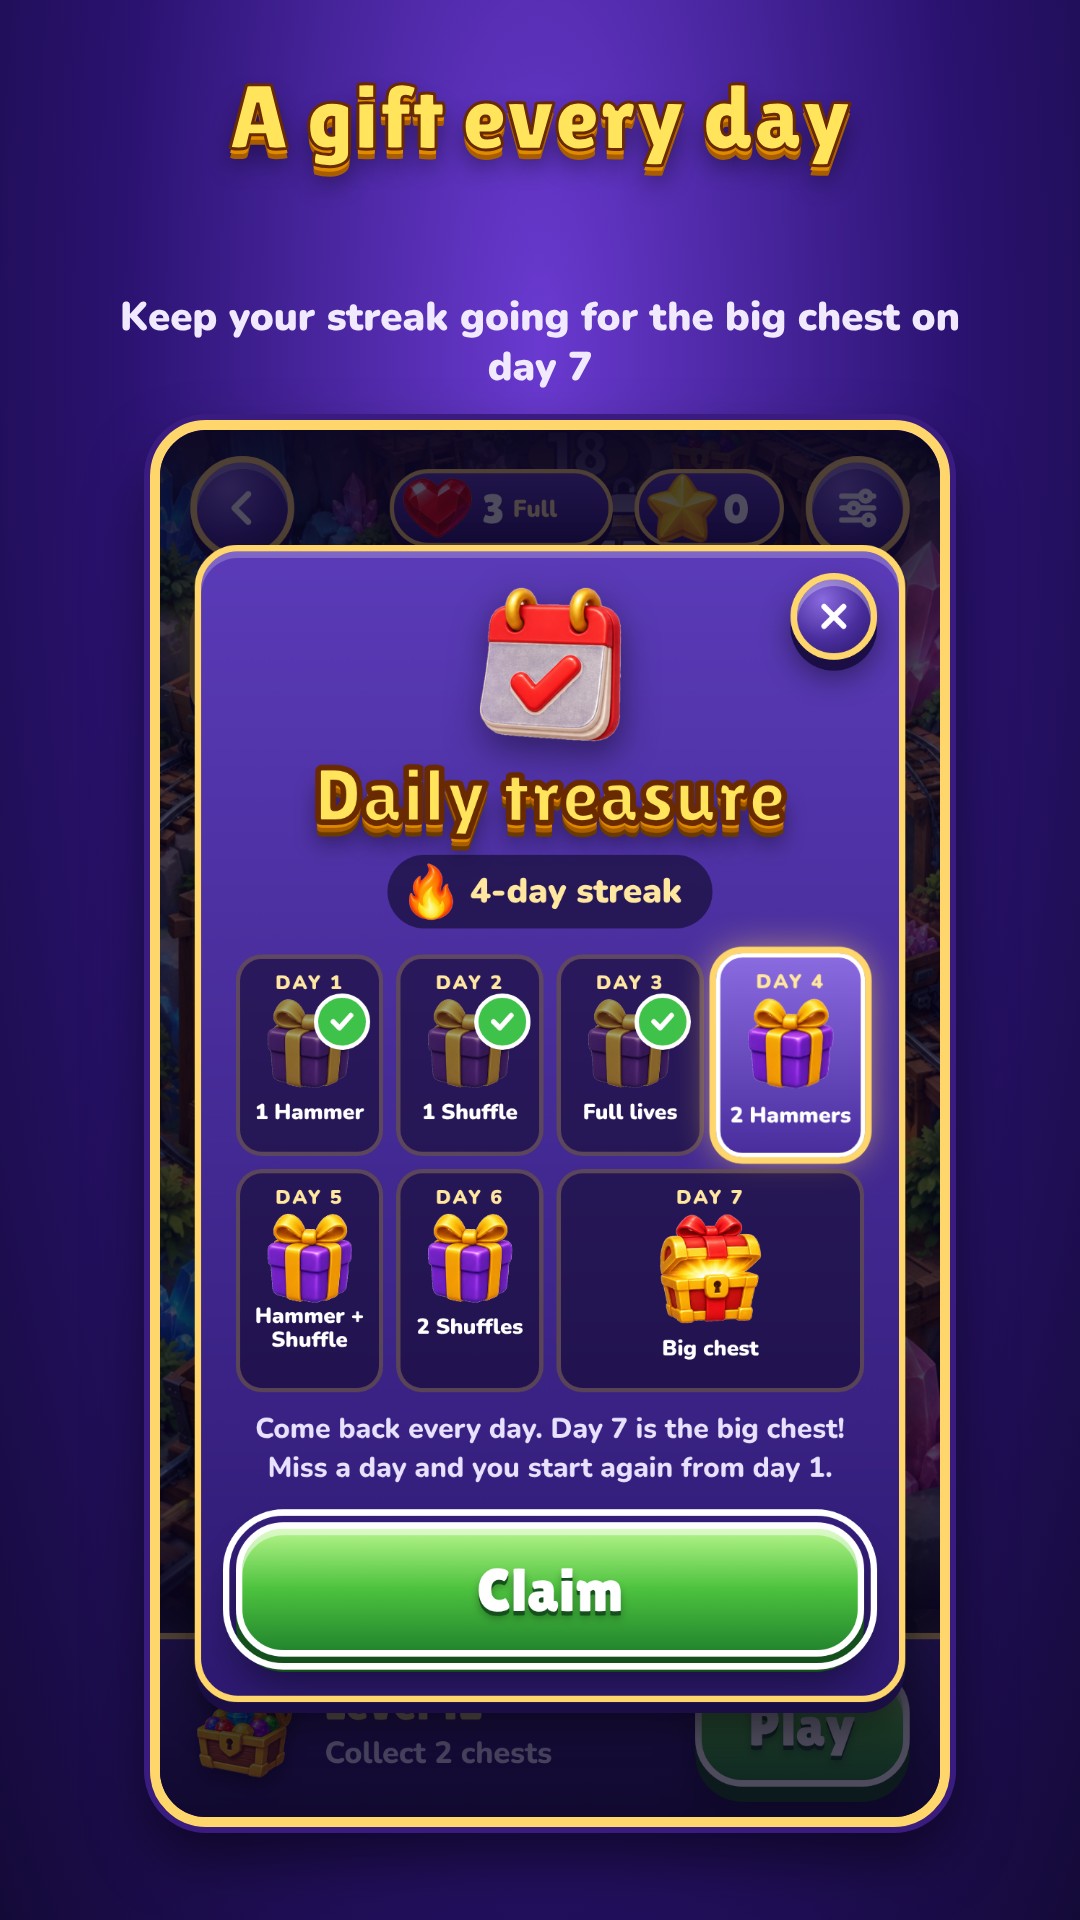 A gift every day
Keep your streak going for the big chest on
day 7
18
3 Full
0
Daily treasure
4-day streak
DAY 1
DAY 2
DAY 3
DAY 4
1 Hammer
1 Shuffle
Full lives
2 Hammers
DAY 5
DAY 6
DAY 7
Hammer +
Shuffle
2 Shuffles
Big chest
Come back every day. Day 7 is the big chest!
Miss a day and you start again from day 1.
Claim
Play
Collect 2 chests